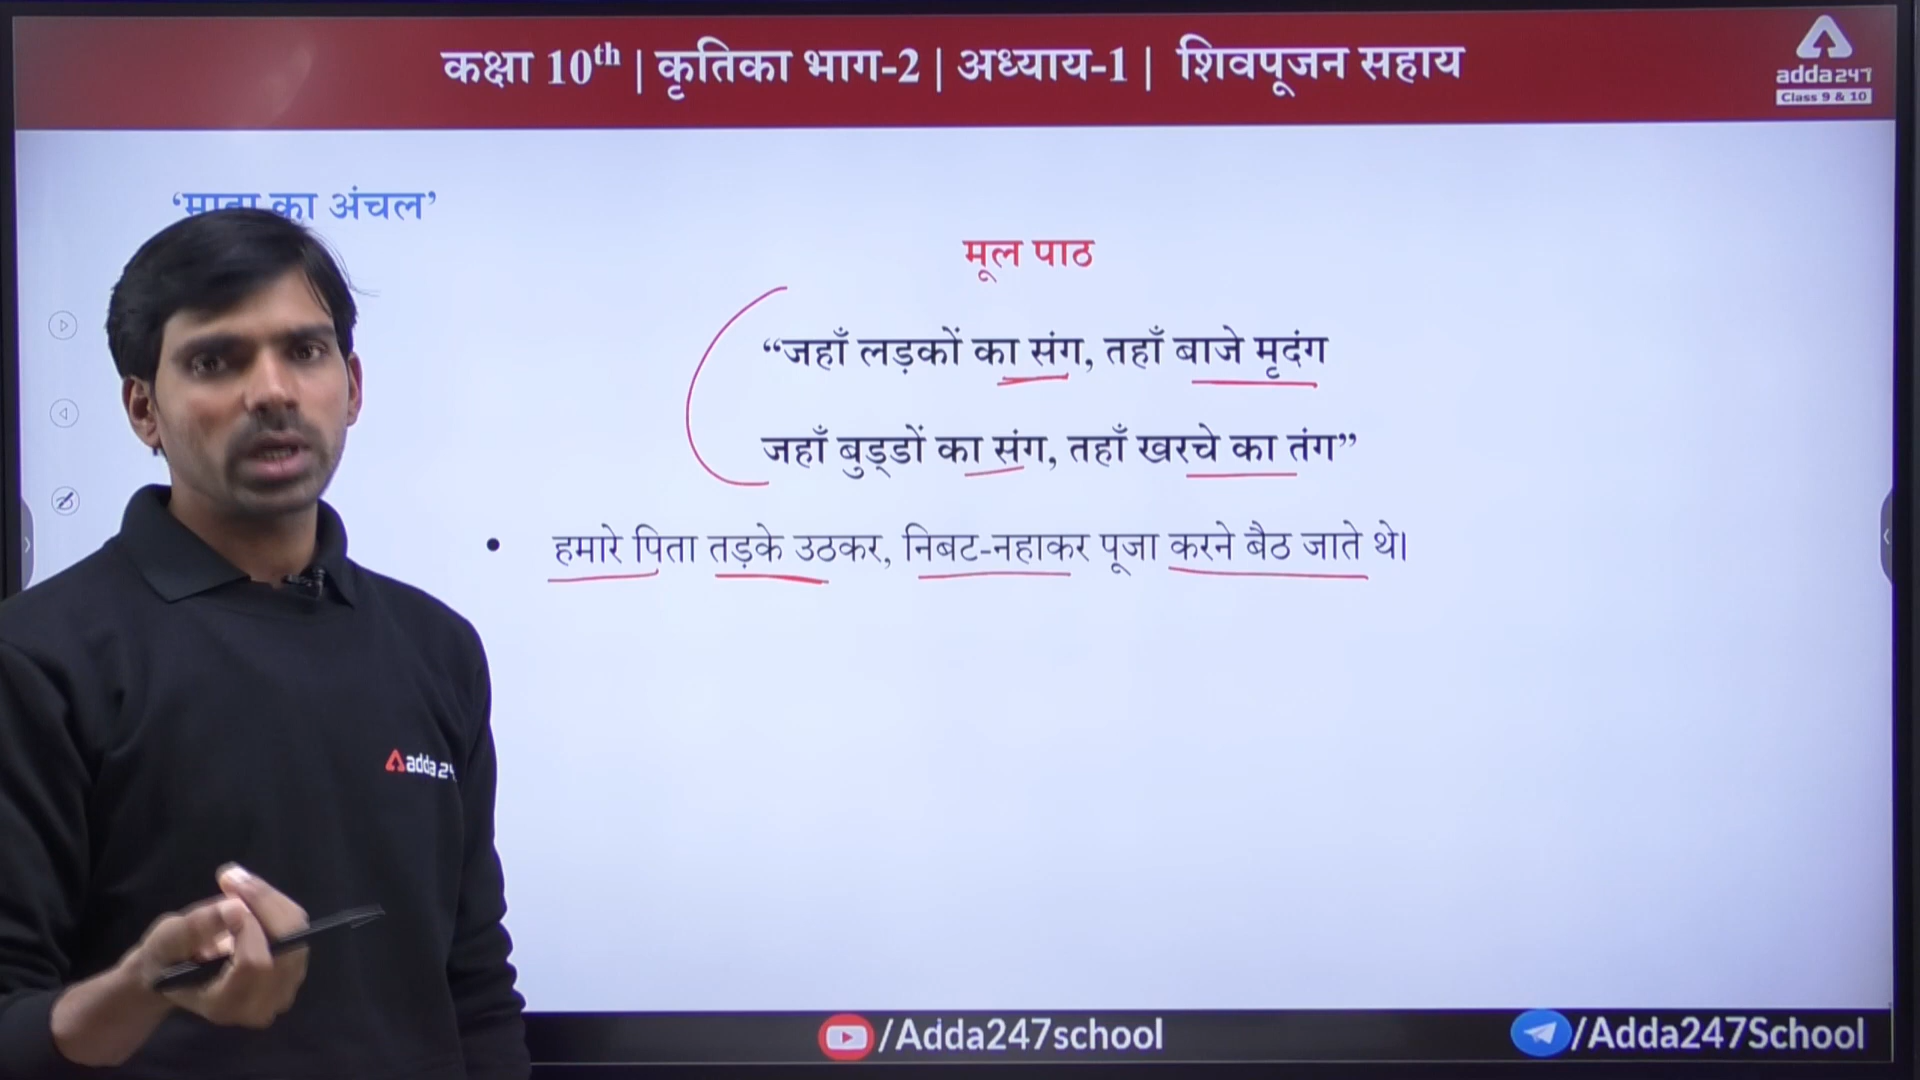 कक्षा 10th | कृतिका भाग-2 | अध्याय-1 | शिवपूजन सहाय
adda247
Class 9 & 10
‘माता का अंचल’
मूल पाठ
“जहाँ लड़कों का संग, तहाँ बाजे मृदंग
जहाँ बुड्ढों का संग, तहाँ खरचे का तंग”
• हमारे पिता तड़के उठकर, निबट-नहाकर पूजा करने बैठ जाते थे।
adda24
/Adda247school
/Adda247School